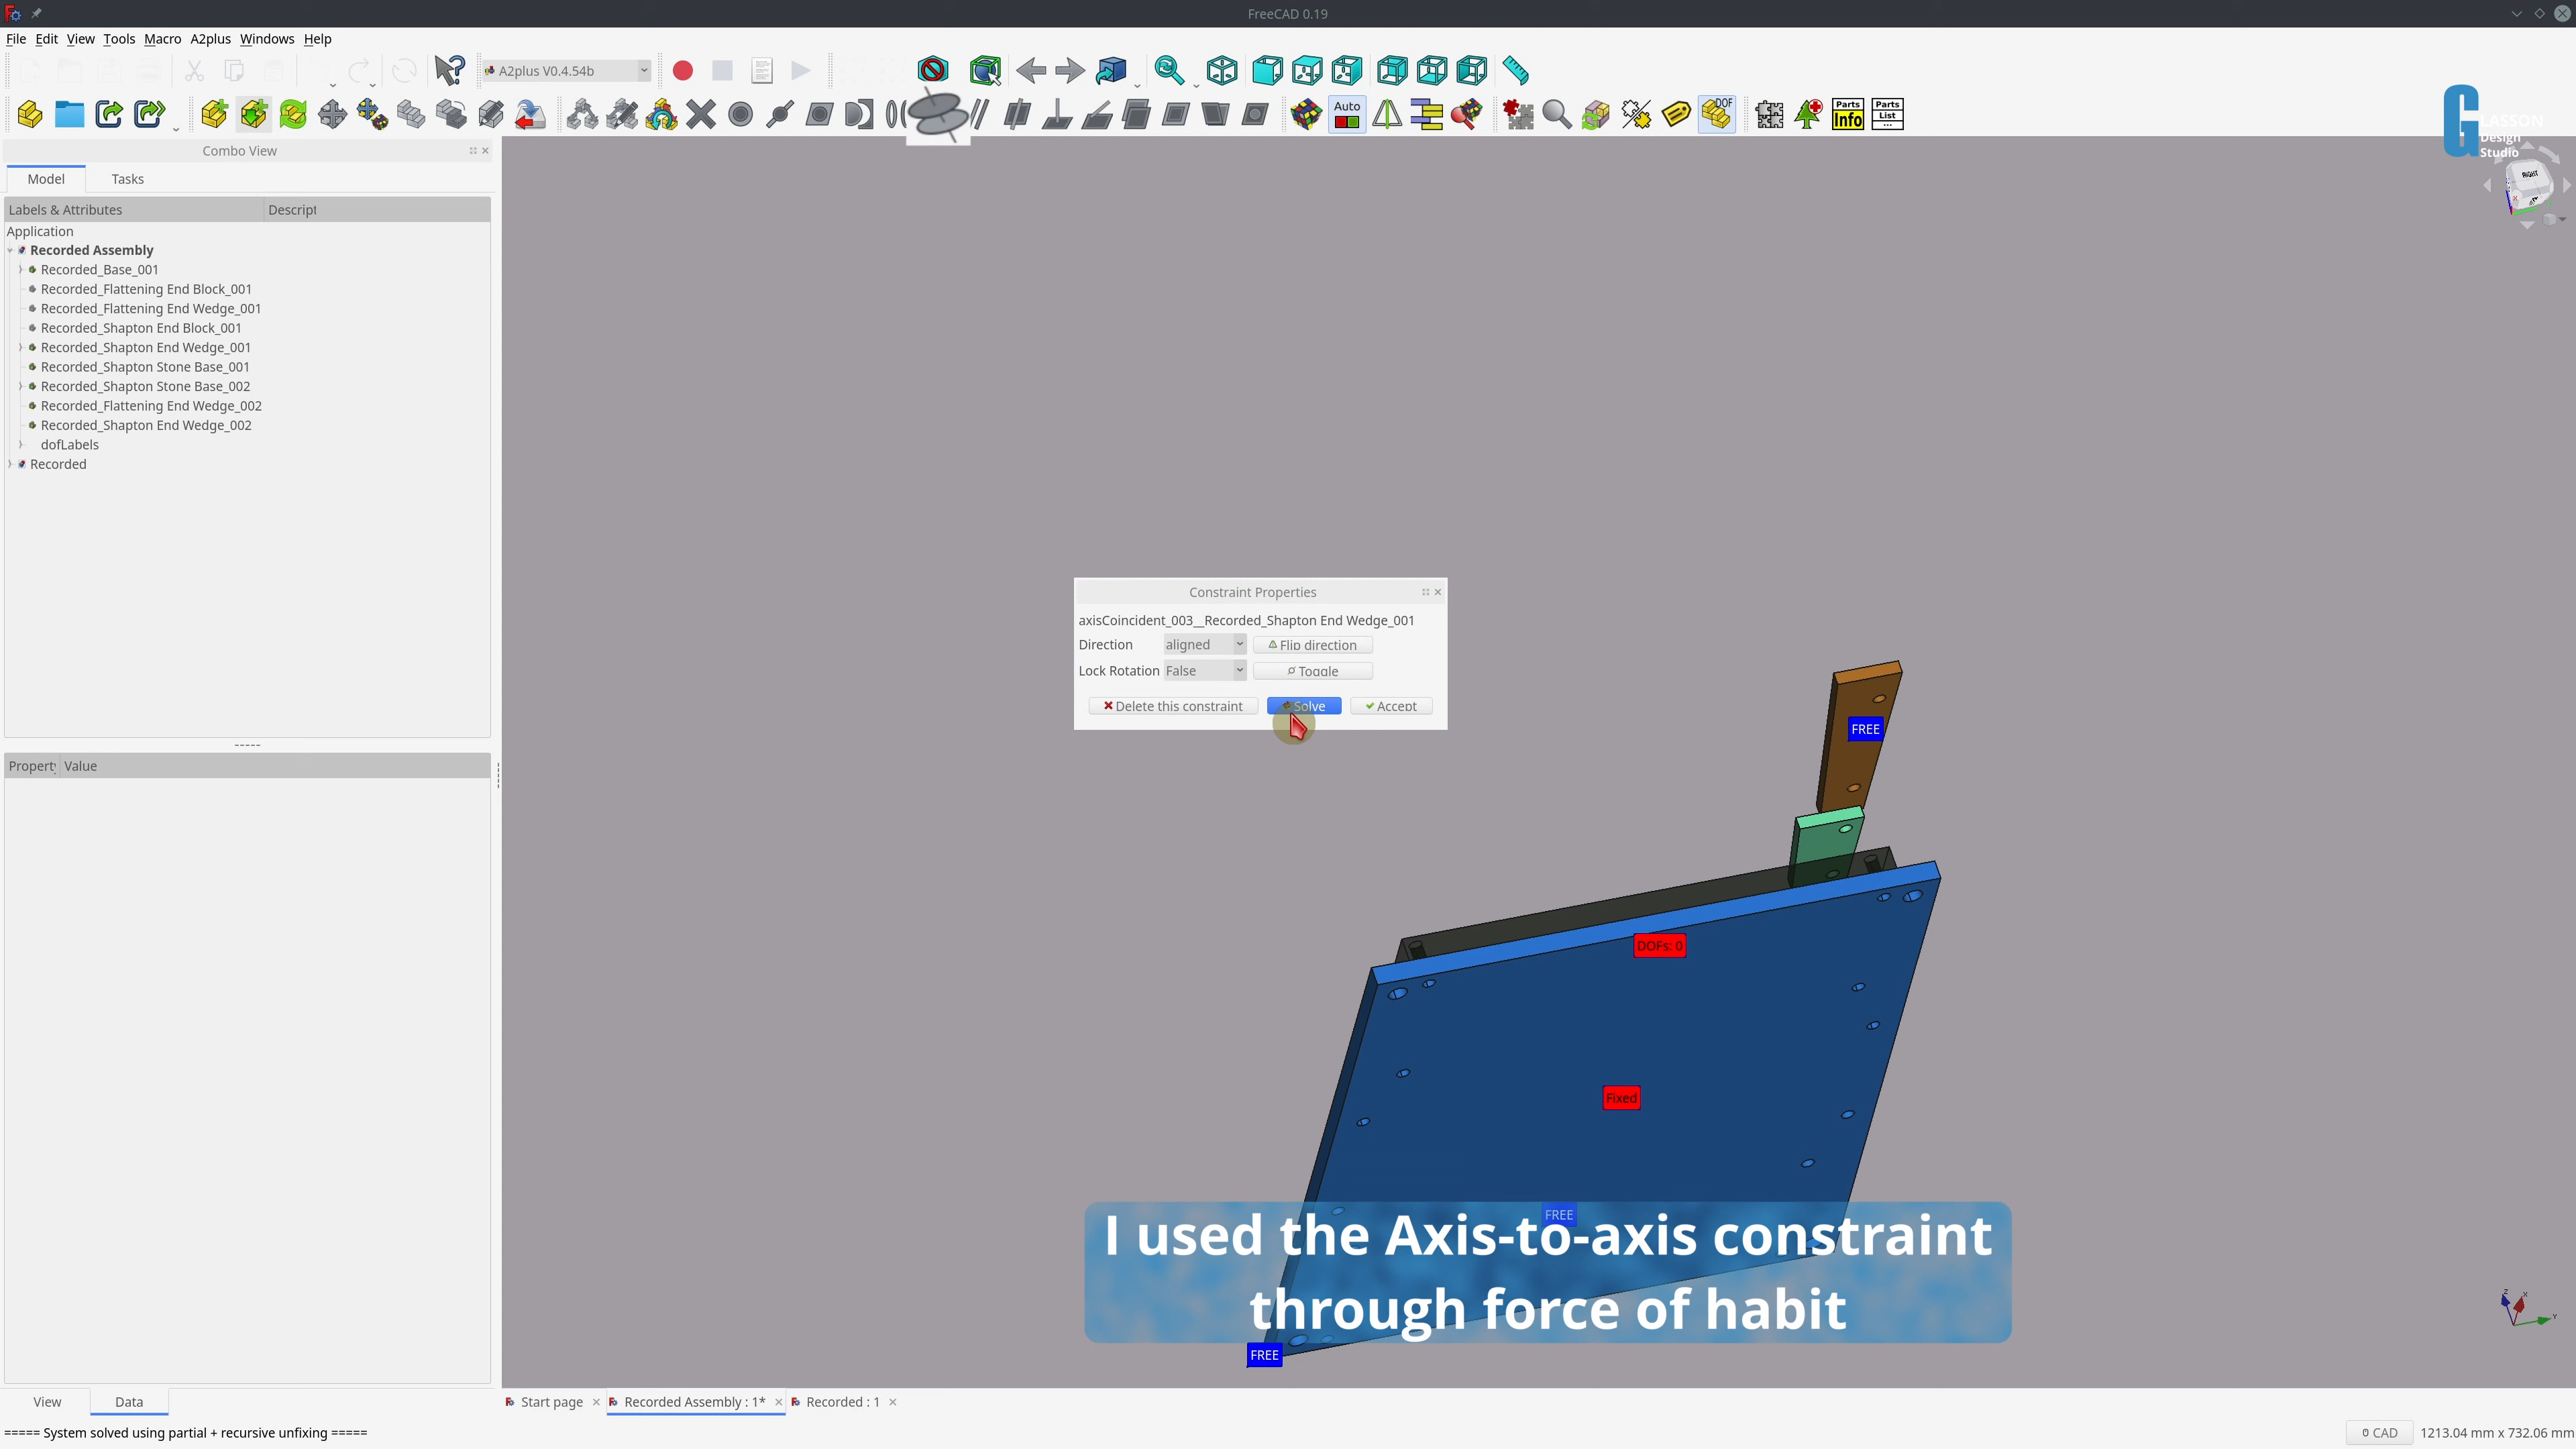 FreeCAD 0.19
File Edit View Tools Macro A2plus Windows Help
A2plus V0.4.54b
Auto
DOF
Parts
Info
Parts
List
...
GLASSON
Design
Studio
RIGHT
Combo View
Model Tasks
Labels & Attributes Descript
Application
Recorded Assembly
Recorded_Base_001
Recorded_Flattening End Block_001
Recorded_Flattening End Wedge_001
Recorded_Shapton End Block_001
Recorded_Shapton End Wedge_001
Recorded_Shapton Stone Base_001
Recorded_Shapton Stone Base_002
Recorded_Flattening End Wedge_002
Recorded_Shapton End Wedge_002
dofLabels
Recorded
Property Value
Constraint Properties
axisCoincident_003__Recorded_Shapton End Wedge_001
Direction aligned Flip direction
Lock Rotation False Toggle
Delete this constraint Solve Accept
FREE
DOFs: 0
Fixed
FREE
I used the Axis-to-axis constraint
through force of habit
FREE
Z X Y
View Data
Start page Recorded Assembly : 1* Recorded : 1
===== System solved using partial + recursive unfixing =====
CAD 1213.04 mm x 732.06 mm